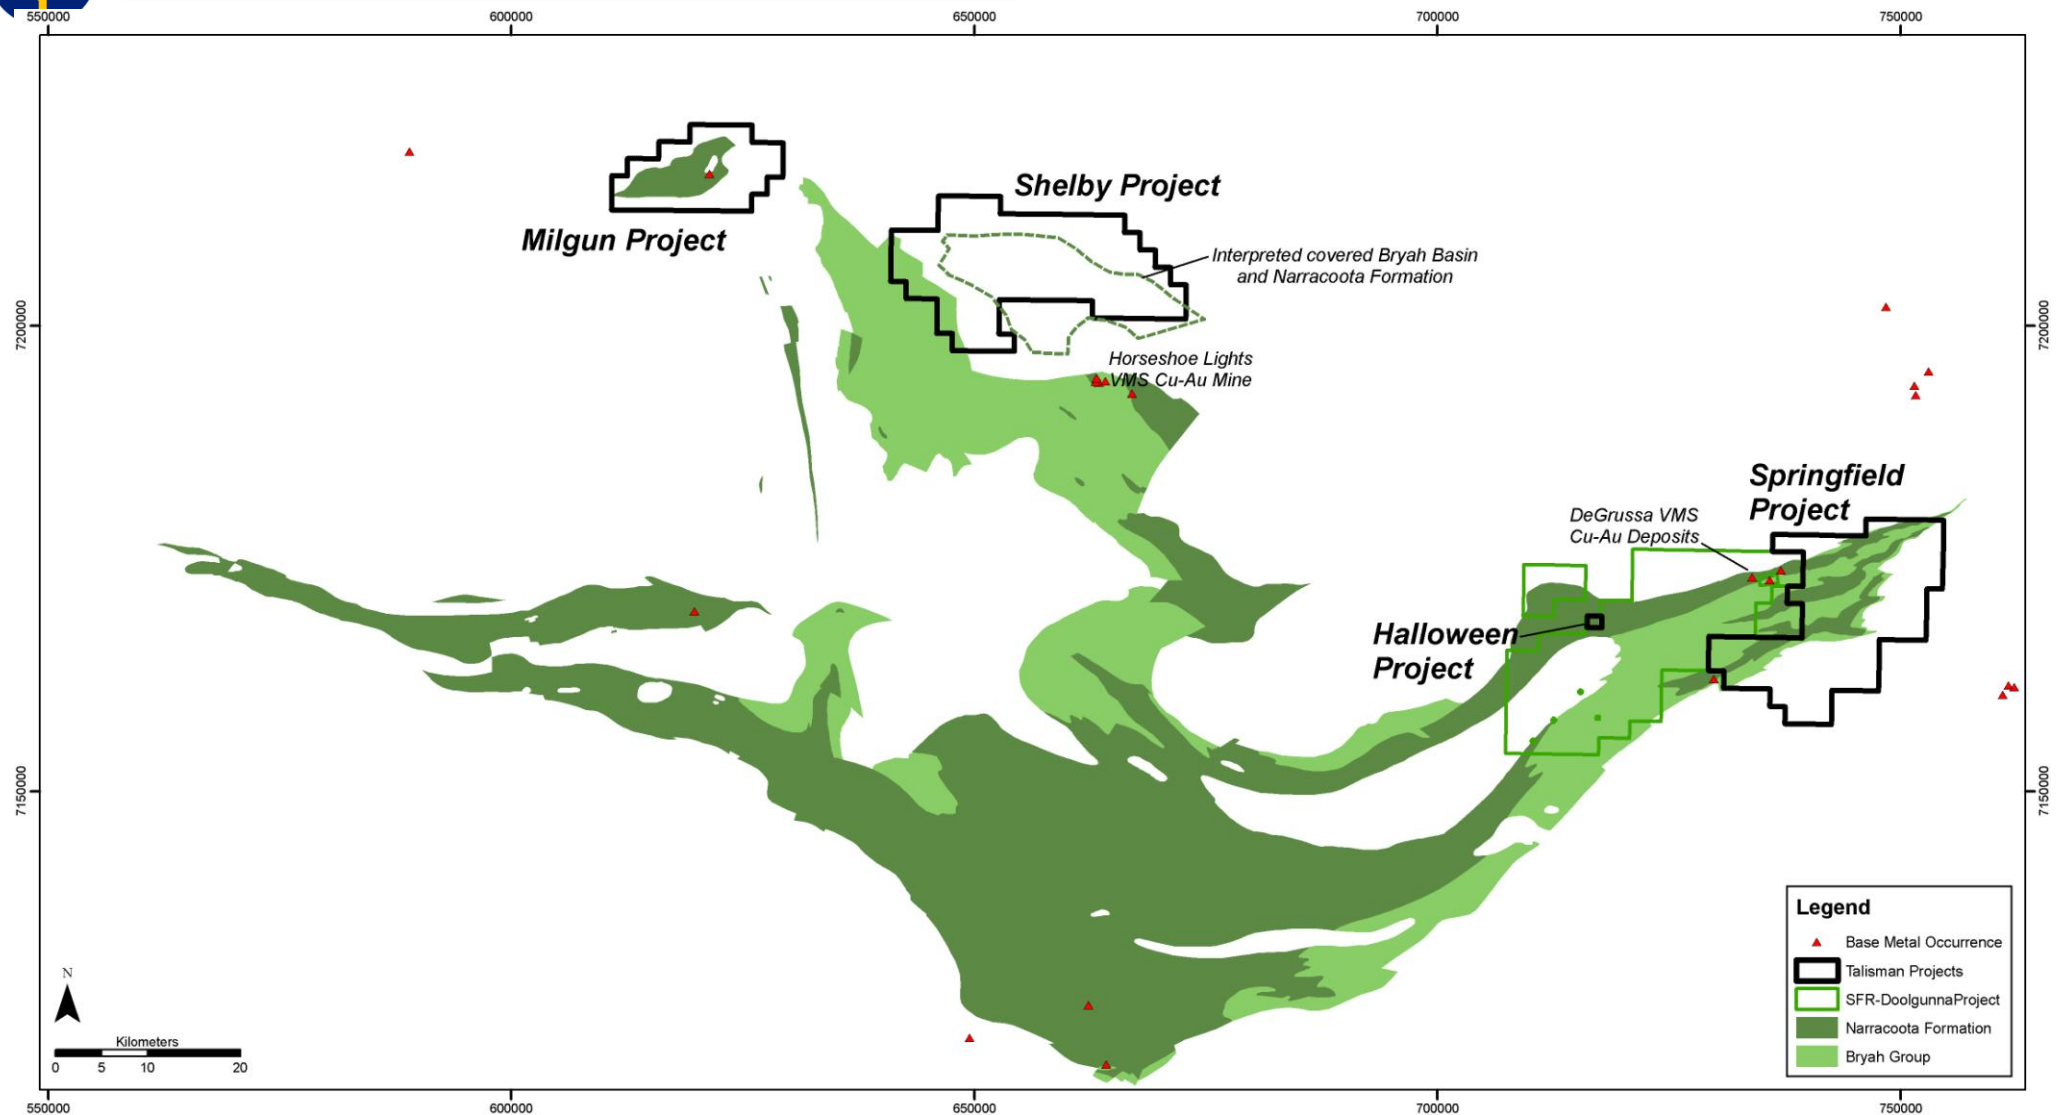 550000 600000 650000 700000 750000
Shelby Project
Milgun Project
Interpreted covered Bryah Basin
and Narracoota Formation
7200000 7200000
Horseshoe Lights
VMS Cu-Au Mine
Springfield
Project
DeGrussa VMS
Cu-Au Deposits
Halloween
Project
7150000 7150000
Legend
Base Metal Occurrence
Talisman Projects
SFR-DoolgunnaProject
Narracoota Formation
Bryah Group
N
Kilometers
0 5 10 20
550000 600000 650000 700000 750000